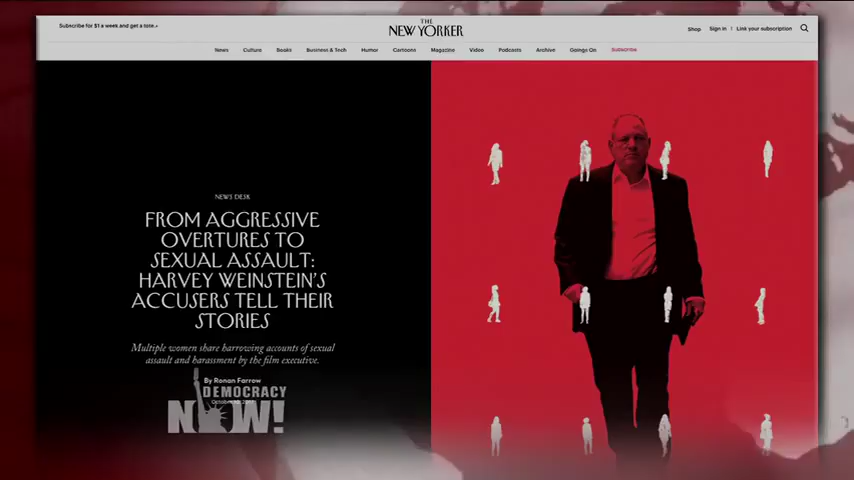 Subscribe for $1 a week and get a tote.»
THE
NEW YORKER
Shop Sign In | Link your subscription
News Culture Books Business & Tech Humor Cartoons Magazine Video Podcasts Archive Goings On Subscribe
NEWS DESK
FROM AGGRESSIVE
OVERTURES TO
SEXUAL ASSAULT:
HARVEY WEINSTEIN'S
ACCUSERS TELL THEIR
STORIES
Multiple women share harrowing accounts of sexual
assault and harassment by the film executive.
By Ronan Farrow
DEMOCRACY
NOW!